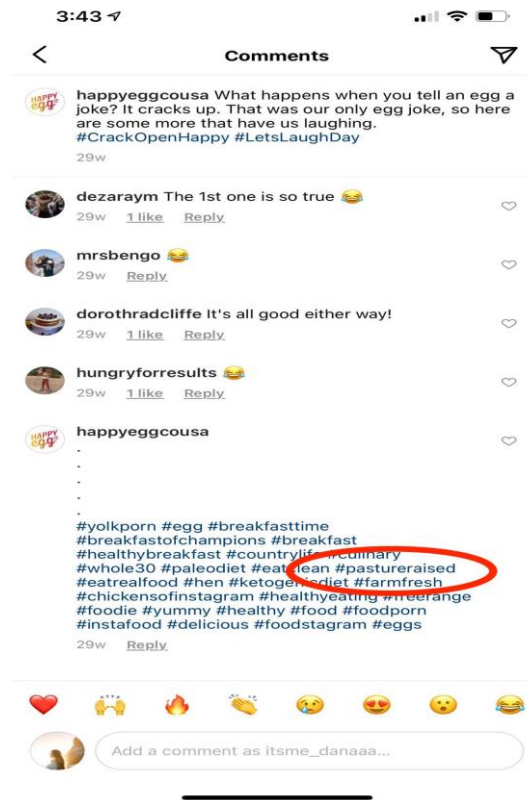 3:43
Comments
happyeggcousa What happens when you tell an egg a
joke? It cracks up. That was our only egg joke, so here
are some more that have us laughing.
#CrackOpenHappy #LetsLaughDay
29w
HAPPY
egg
dezaraym The 1st one is so true 😂
29w 1 like Reply
mrsbengo 😂
29w Reply
dorothradcliffe It's all good either way!
29w 1 like Reply
hungryforresults 😂
29w 1 like Reply
happyeggcousa
HAPPY
egg
.
.
.
.
.
#yolkporn #egg #breakfasttime
#breakfastofchampions #breakfast
#healthybreakfast #countrylife #culinary
#whole30 #paleodiet #eatclean #pastureraised
#eatrealfood #hen #ketogenicdiet #farmfresh
#chickensofinstagram #healthyeating #freerange
#foodie #yummy #healthy #food #foodporn
#instafood #delicious #foodstagram #eggs
29w Reply
Add a comment as itsme_danaaa...